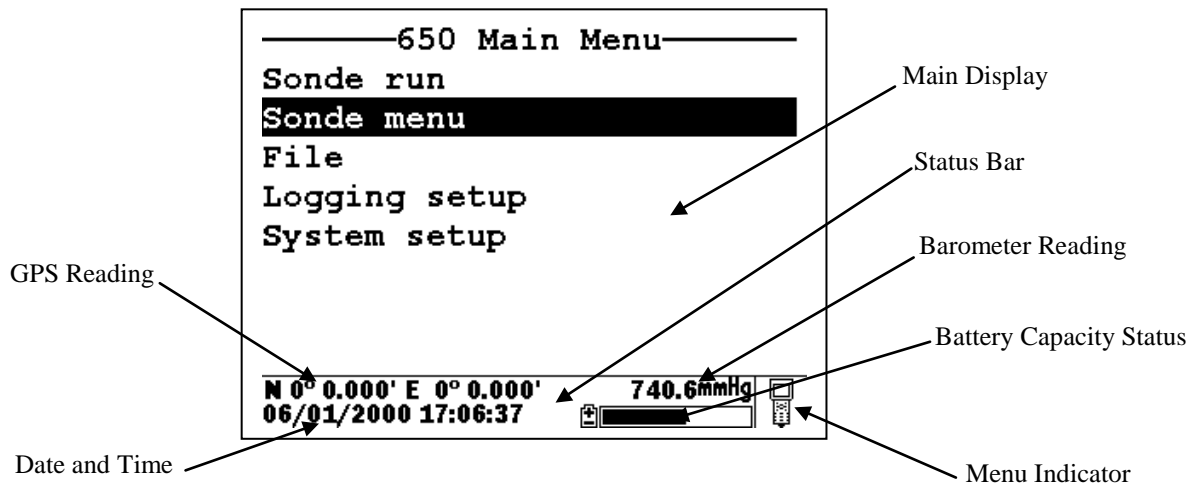 650 Main Menu
Sonde run
Sonde menu
File
Logging setup
System setup
Main Display
Status Bar
Barometer Reading
GPS Reading
Battery Capacity Status
N 0° 0.000' E 0° 0.000' 740.6mmHg
06/01/2000 17:06:37
Date and Time
Menu Indicator